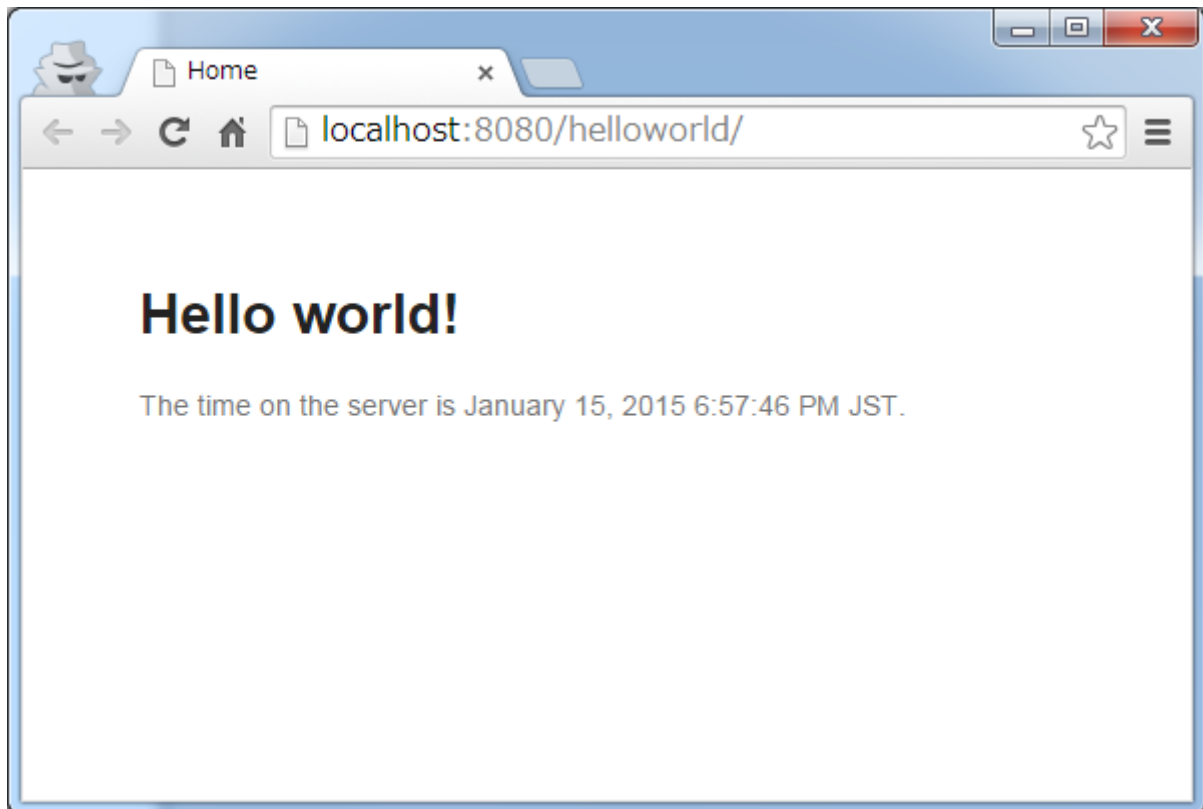 Home
localhost:8080/helloworld/
Hello world!
The time on the server is January 15, 2015 6:57:46 PM JST.